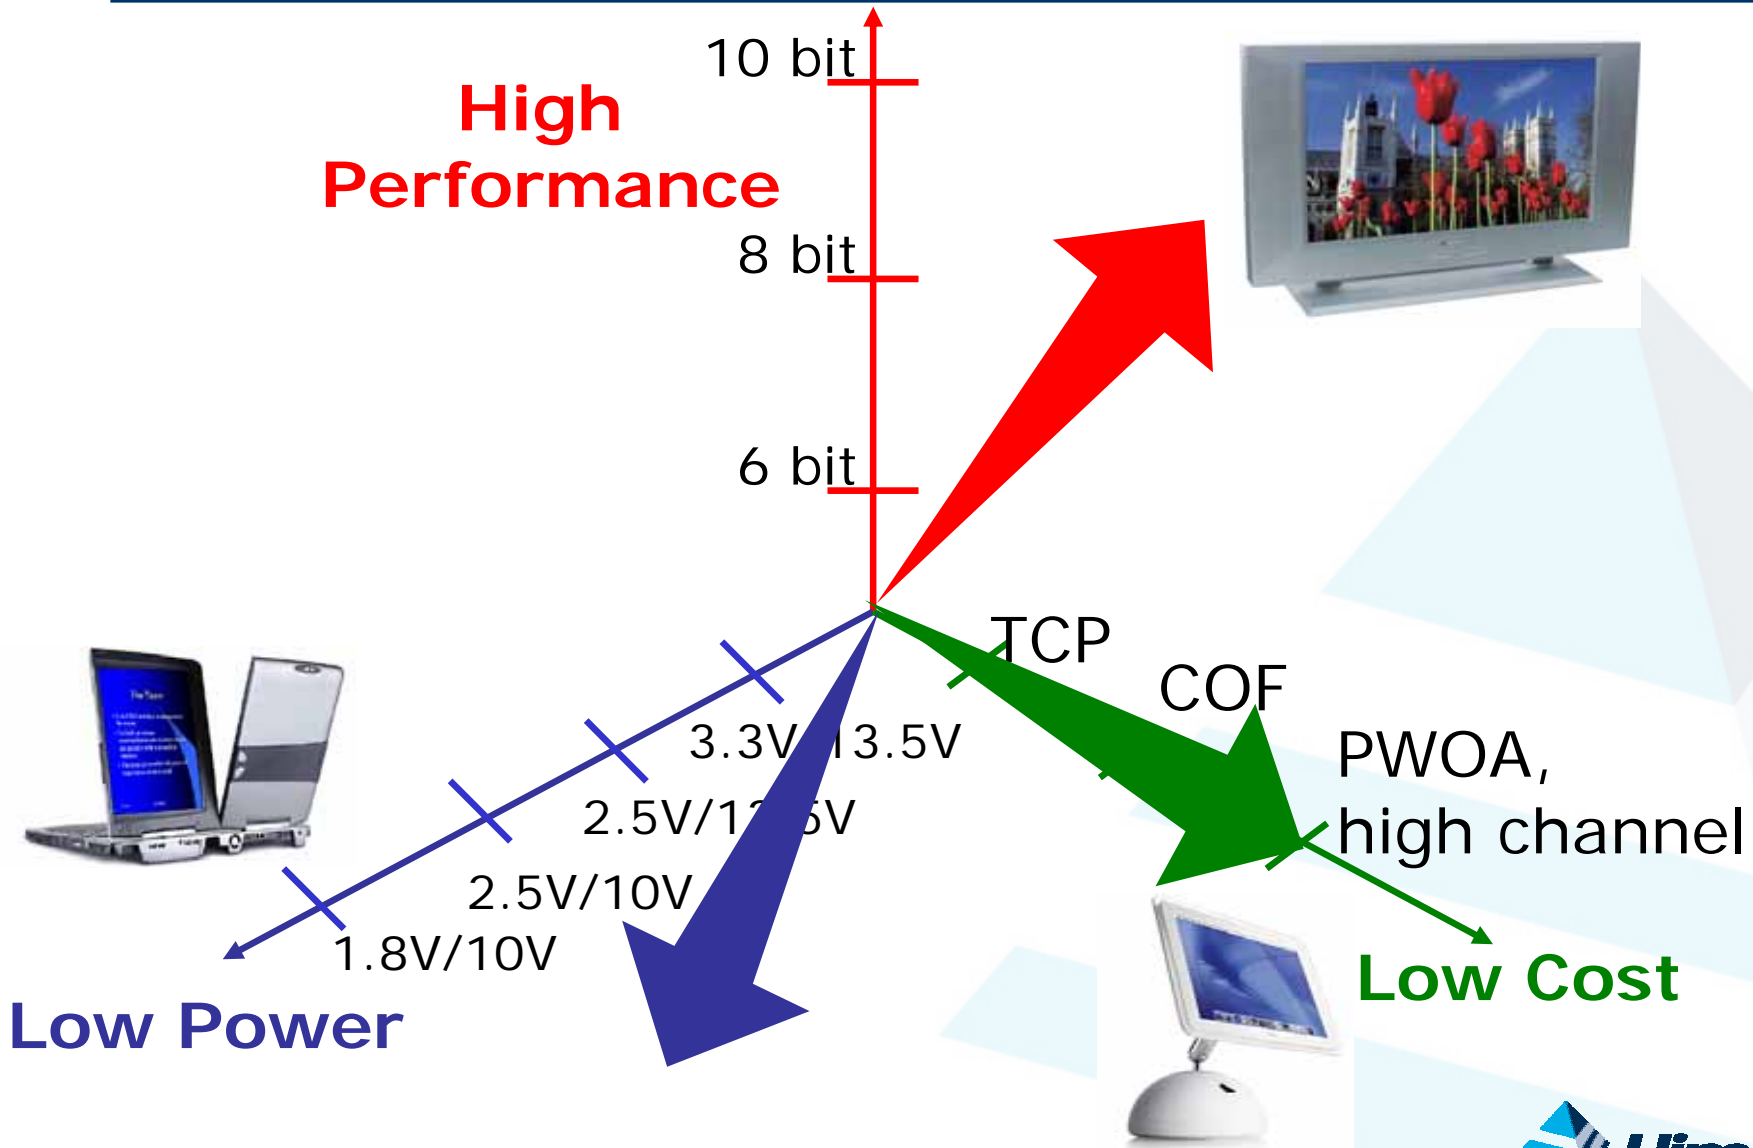 10 bit
High
Performance
8 bit
6 bit
TCP
COF
3.3V/13.5V
PWOA,
2.5V/13.5V
high channel
2.5V/10V
1.8V/10V
Low Cost
Low Power